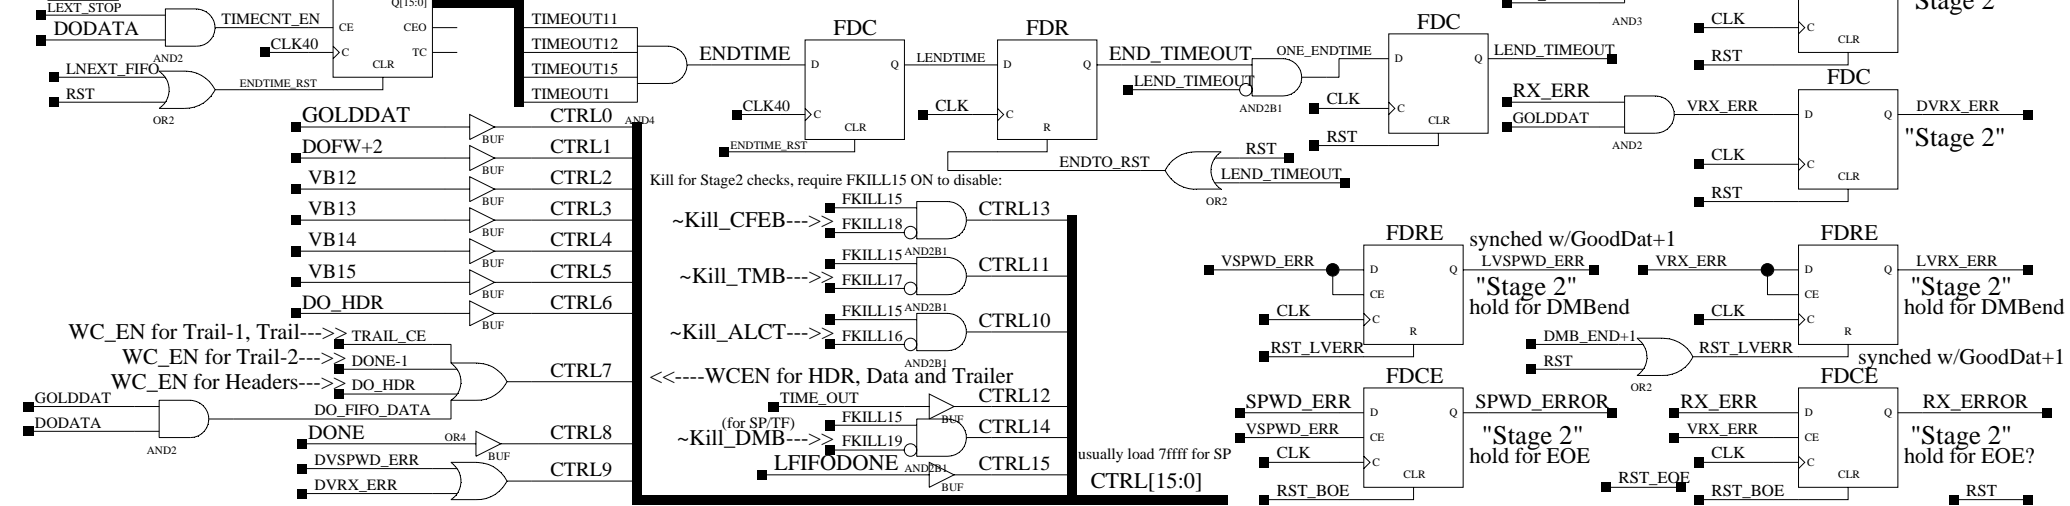 LEXT_STOP
DODATA
AND2
TIMECNT_EN
CLK40
Q[15:0]
CE
C
CEO
TC
CLR
LNEXT_FIFO
RST
OR2
ENDTIME_RST
TIMEOUT11
TIMEOUT12
TIMEOUT15
TIMEOUT1
AND4
ENDTIME
FDC
D
Q
C
CLR
CLK40
ENDTIME_RST
LENDTIME
FDR
D
Q
C
R
CLK
END_TIMEOUT
LEND_TIMEOUT
AND2B1
ONE_ENDTIME
ENDTO_RST
RST
LEND_TIMEOUT
OR2
FDC
D
Q
C
CLR
CLK
RST
LEND_TIMEOUT
AND3
CLK
RST
C
CLR
"Stage 2"
RX_ERR
GOLDDAT
AND2
VRX_ERR
FDC
D
Q
C
CLR
CLK
RST
DVRX_ERR
"Stage 2"
GOLDDAT
BUF
CTRL0
DOFW+2
BUF
CTRL1
VB12
BUF
CTRL2
VB13
BUF
CTRL3
VB14
BUF
CTRL4
VB15
BUF
CTRL5
DO_HDR
BUF
CTRL6
WC_EN for Trail-1, Trail--->>
TRAIL_CE
WC_EN for Trail-2--->>
DONE-1
WC_EN for Headers--->>
DO_HDR
CTRL7
GOLDDAT
DODATA
AND2
DO_FIFO_DATA
OR4
DONE
BUF
CTRL8
DVSPWD_ERR
DVRX_ERR
CTRL9
Kill for Stage2 checks, require FKILL15 ON to disable:
~Kill_CFEB--->>
FKILL15
FKILL18
AND2B1
CTRL13
~Kill_TMB--->>
FKILL15
FKILL17
AND2B1
CTRL11
~Kill_ALCT--->>
FKILL15
FKILL16
AND2B1
CTRL10
<<----WCEN for HDR, Data and Trailer
TIME_OUT
BUF
CTRL12
(for SP/TF)
~Kill_DMB--->>
FKILL15
FKILL19
AND2B1
CTRL14
LFIFODONE
BUF
CTRL15
usually load 7ffff for SP
CTRL[15:0]
VSPWD_ERR
FDRE
D
CE
C
Q
R
CLK
RST_LVERR
synched w/GoodDat+1
LVSPWD_ERR
"Stage 2"
hold for DMBend
DMB_END+1
RST
OR2
RST_LVERR
VRX_ERR
FDRE
D
CE
C
Q
R
CLK
LVRX_ERR
"Stage 2"
hold for DMBend
synched w/GoodDat+1
SPWD_ERR
VSPWD_ERR
CLK
RST_BOE
FDCE
D
CE
C
Q
CLR
SPWD_ERROR
"Stage 2"
hold for EOE
RST_EOE
RX_ERR
VRX_ERR
CLK
RST_BOE
FDCE
D
CE
C
Q
CLR
RX_ERROR
"Stage 2"
hold for EOE?
RST